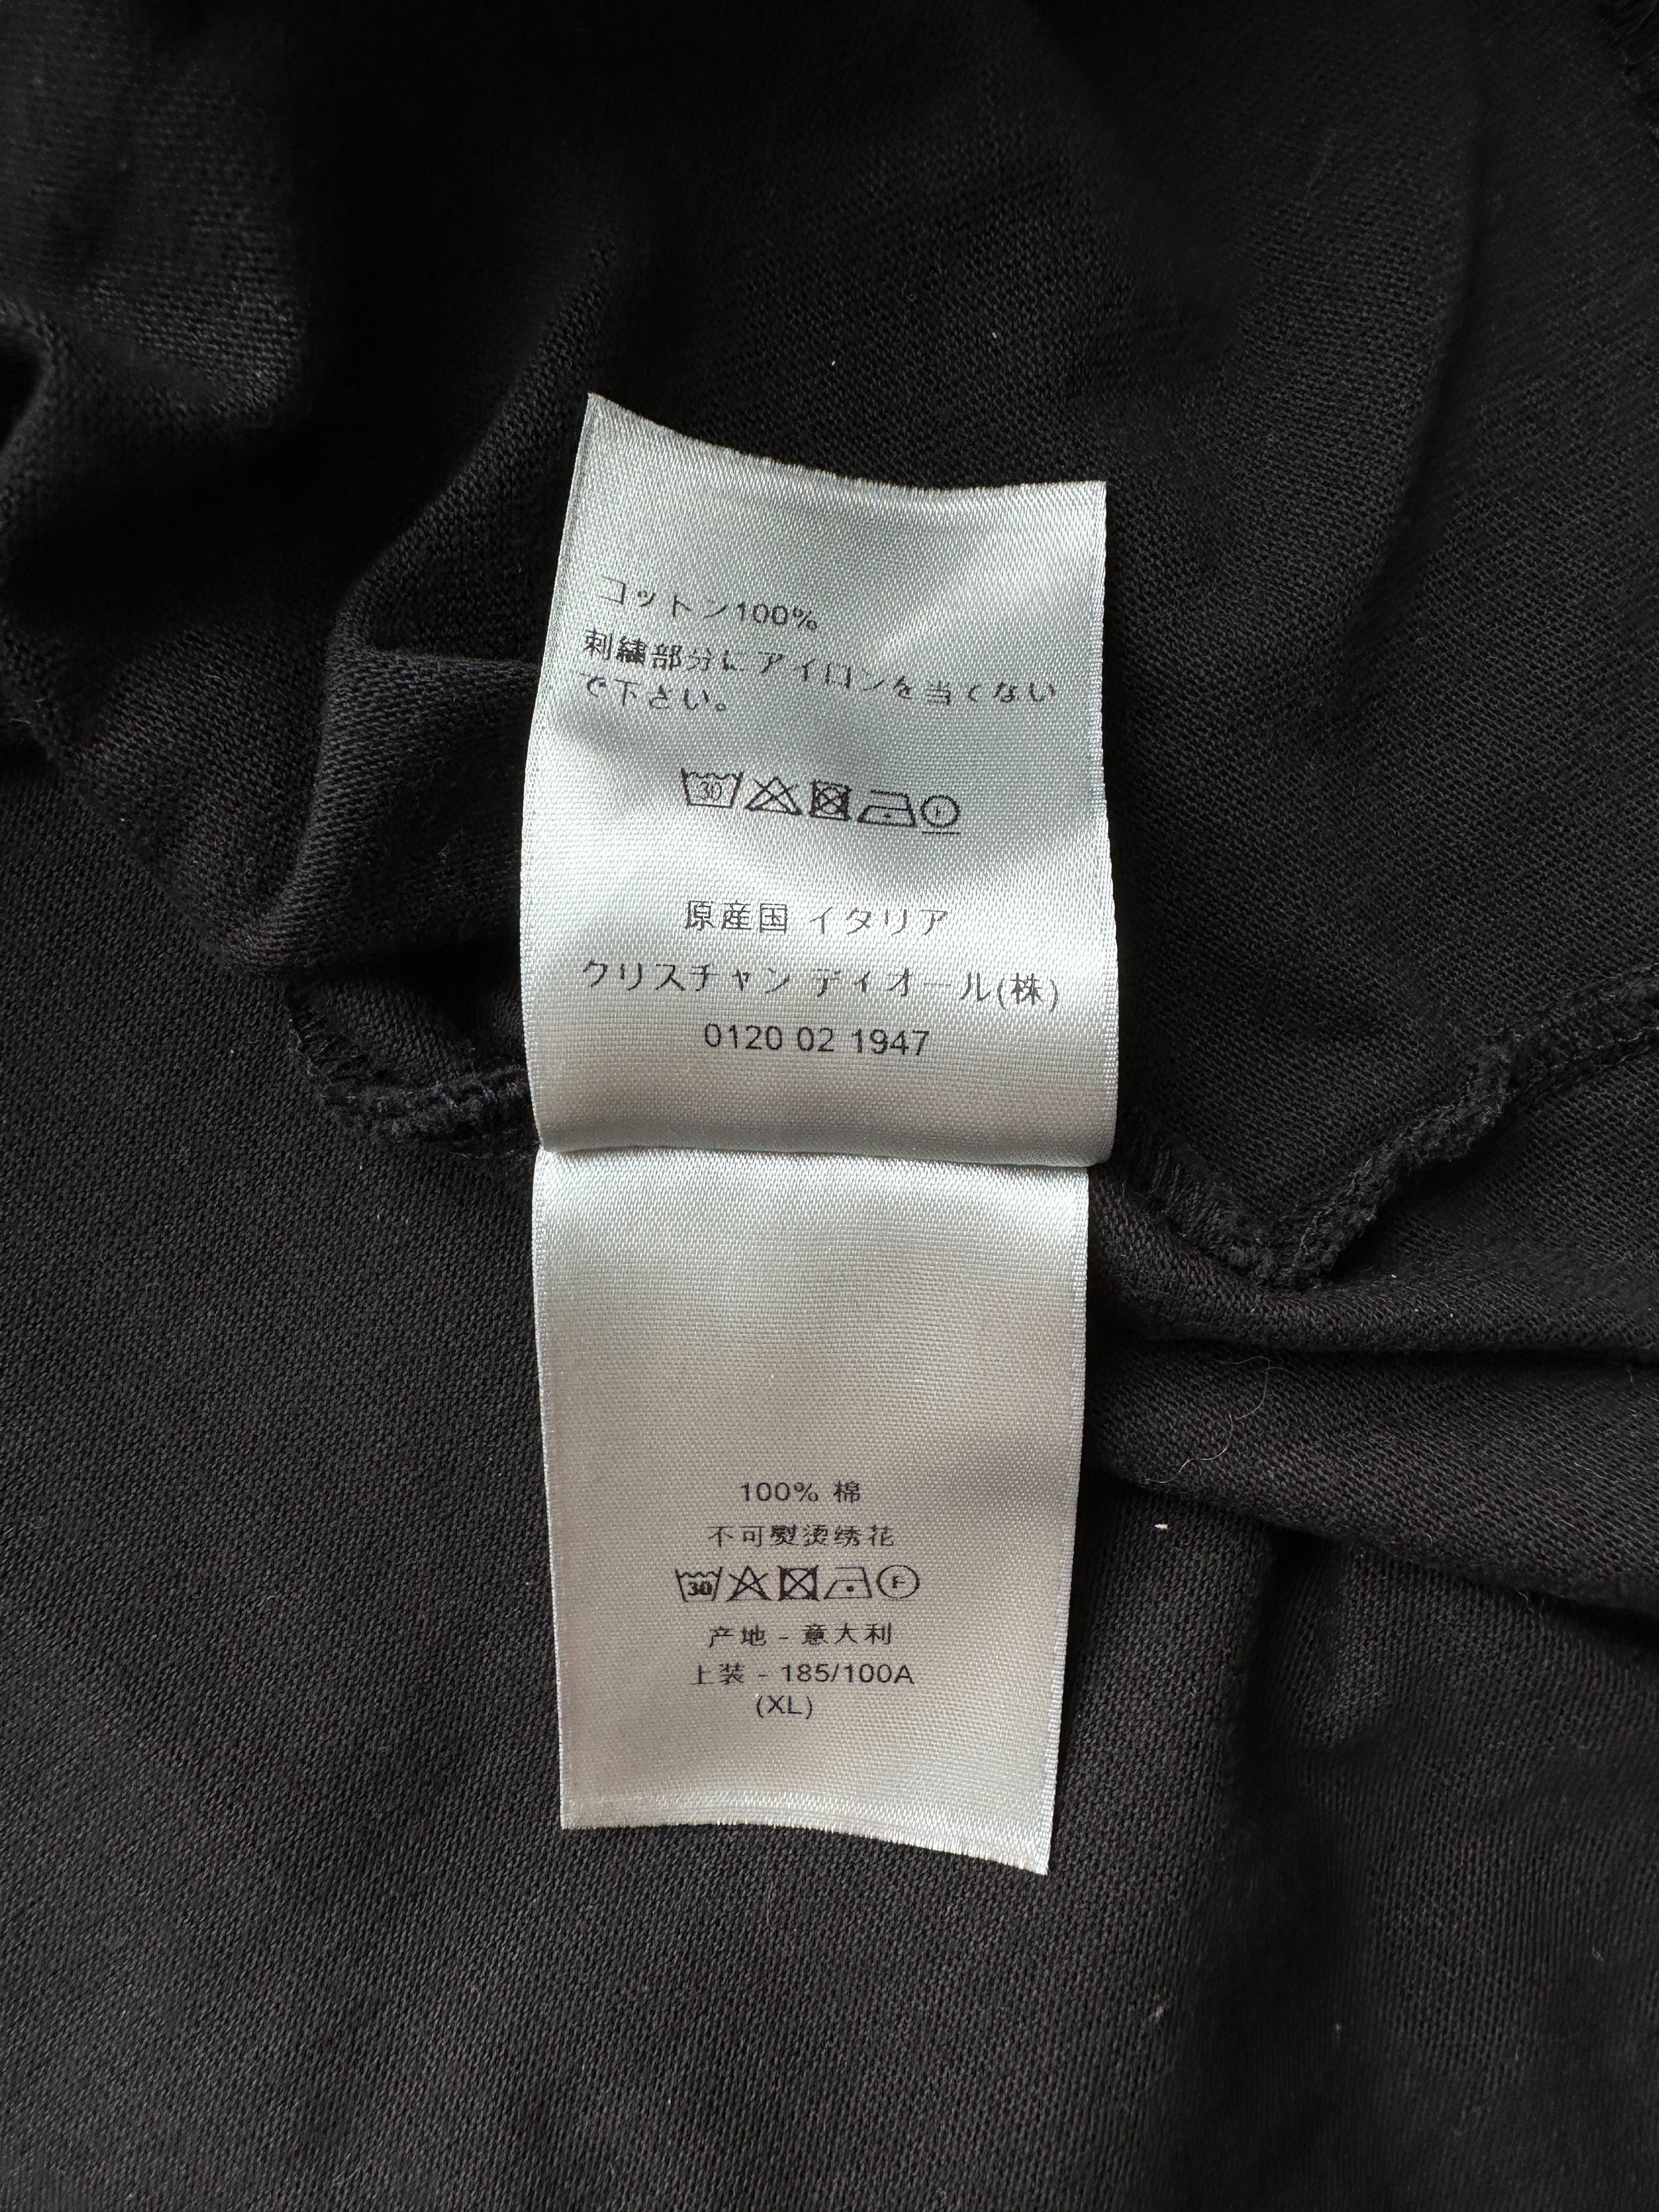 コットン100%
刺繍部分にアイロンを当てない
で下さい。
30
原産国 イタリア
クリスチャン ディオール(株)
0120 02 1947
100% 棉
不可熨烫绣花
30 F
产地 - 意大利
上装 - 185/100A
(XL)